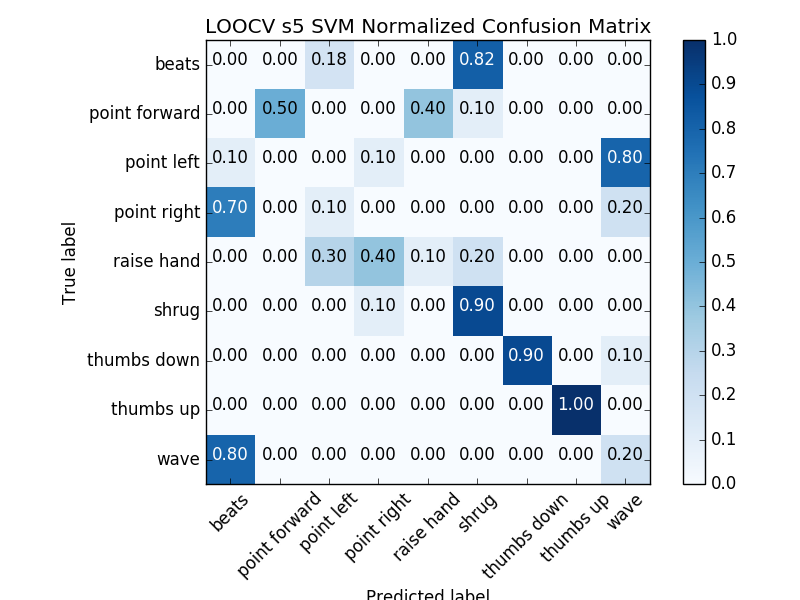 LOOCV s5 SVM Normalized Confusion Matrix
beats 0.00 0.00 0.18 0.00 0.00 0.82 0.00 0.00 0.00
point forward 0.00 0.50 0.00 0.00 0.40 0.10 0.00 0.00 0.00
point left 0.10 0.00 0.00 0.10 0.00 0.00 0.00 0.00 0.80
point right 0.70 0.00 0.10 0.00 0.00 0.00 0.00 0.00 0.20
raise hand 0.00 0.00 0.30 0.40 0.10 0.20 0.00 0.00 0.00
shrug 0.00 0.00 0.00 0.10 0.00 0.90 0.00 0.00 0.00
thumbs down 0.00 0.00 0.00 0.00 0.00 0.00 0.90 0.00 0.10
thumbs up 0.00 0.00 0.00 0.00 0.00 0.00 0.00 1.00 0.00
wave 0.80 0.00 0.00 0.00 0.00 0.00 0.00 0.00 0.20
True label
beats point forward point left point right raise hand shrug thumbs down thumbs up wave
Predicted label
1.0
0.9
0.8
0.7
0.6
0.5
0.4
0.3
0.2
0.1
0.0